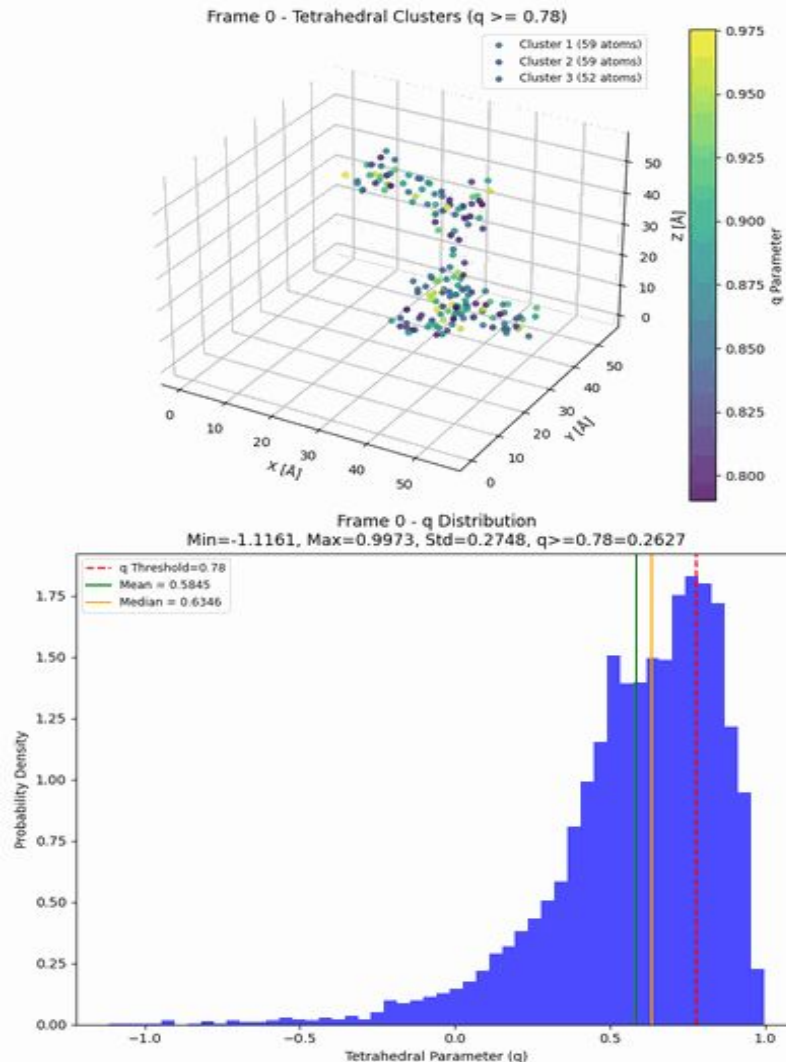 Frame 0 - Tetrahedral Clusters (q >= 0.78)
Cluster 1 (59 atoms)
Cluster 2 (59 atoms)
Cluster 3 (52 atoms)
0.975
0.950
0.925
0.900
0.875
0.850
0.825
0.800
q Parameter
50
40
30
20
10
0
Z [Å]
0
10
20
30
40
50
X [Å]
0
10
20
30
40
50
Y [Å]
Frame 0 - q Distribution
Min=-1.1161, Max=0.9973, Std=0.2748, q>=0.78=0.2627
q Threshold=0.78
Mean = 0.5845
Median = 0.6346
1.75
1.50
1.25
1.00
0.75
0.50
0.25
0.00
Probability Density
-1.0
-0.5
0.0
0.5
1.0
Tetrahedral Parameter (q)